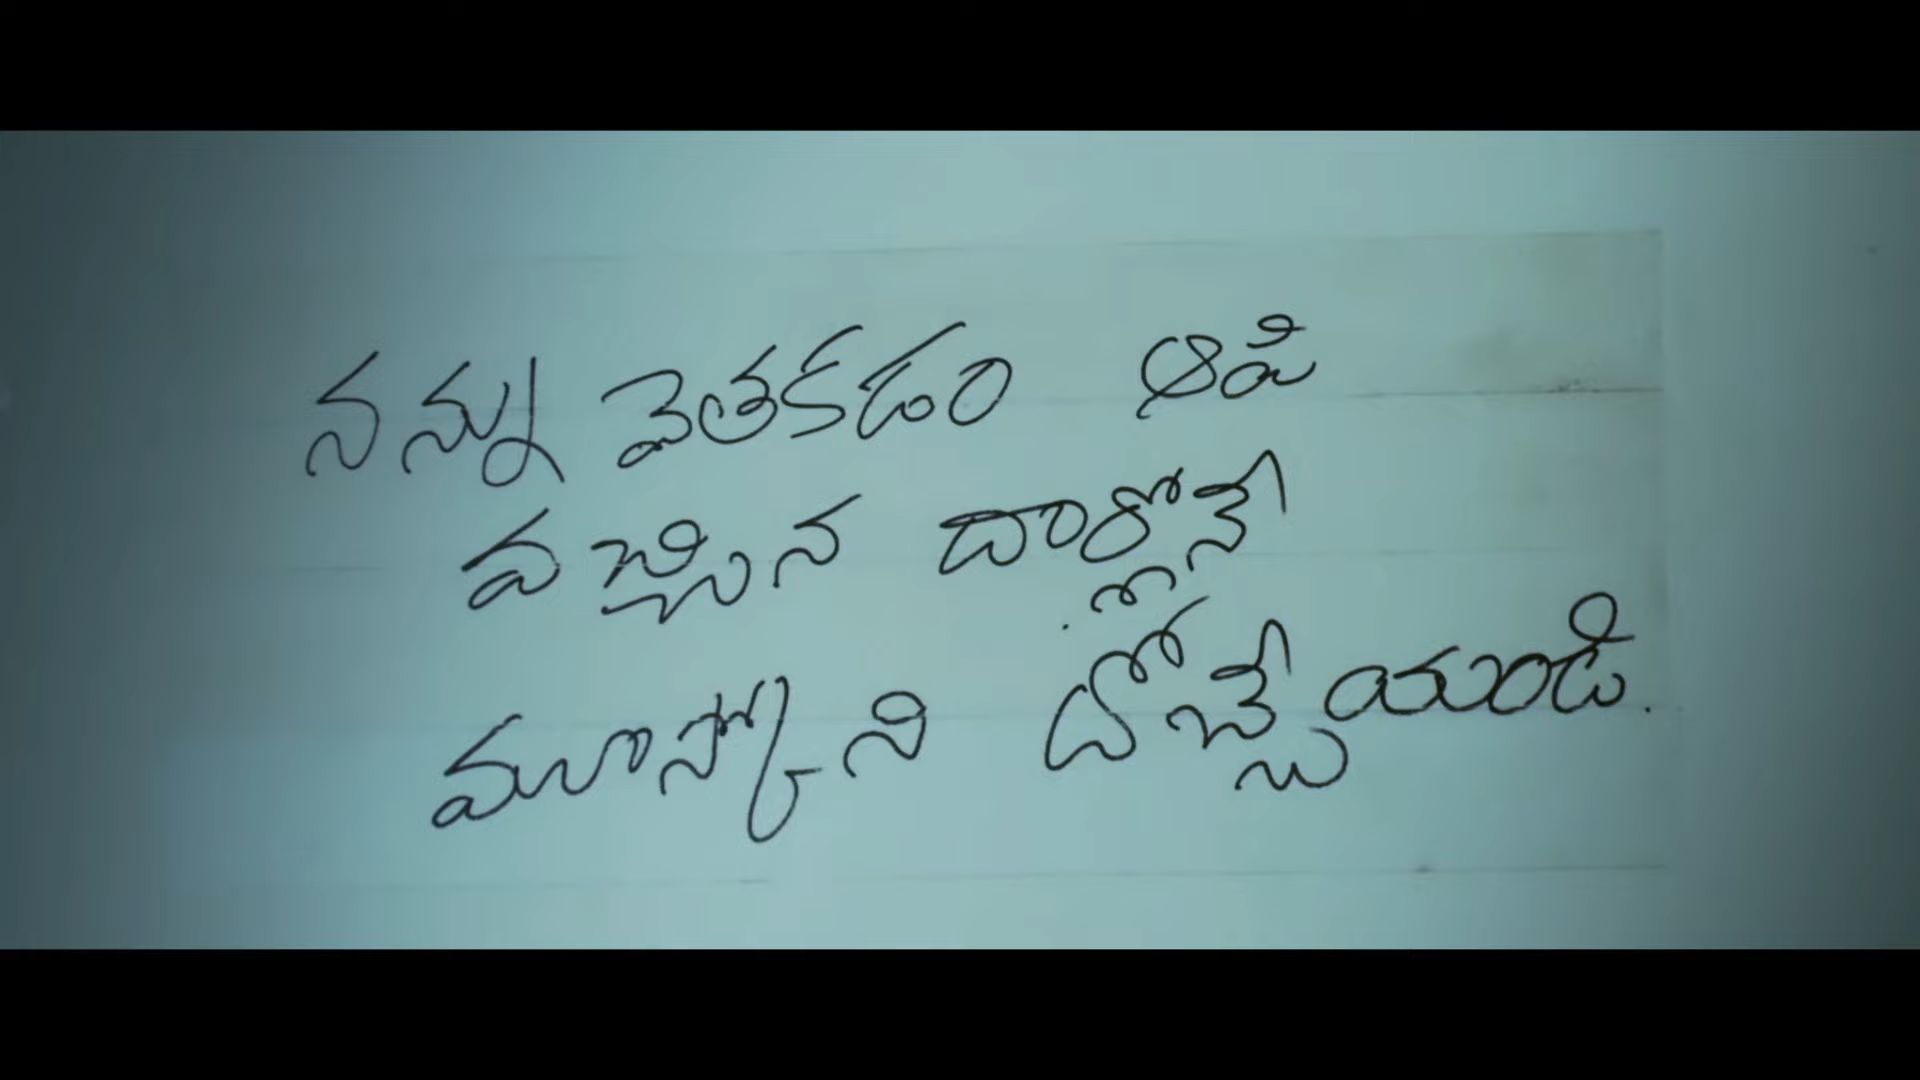 నన్ను వెతకడం ఆపి
వచ్చిన దార్లోనే
మూస్కోని దొబ్బేయండి.